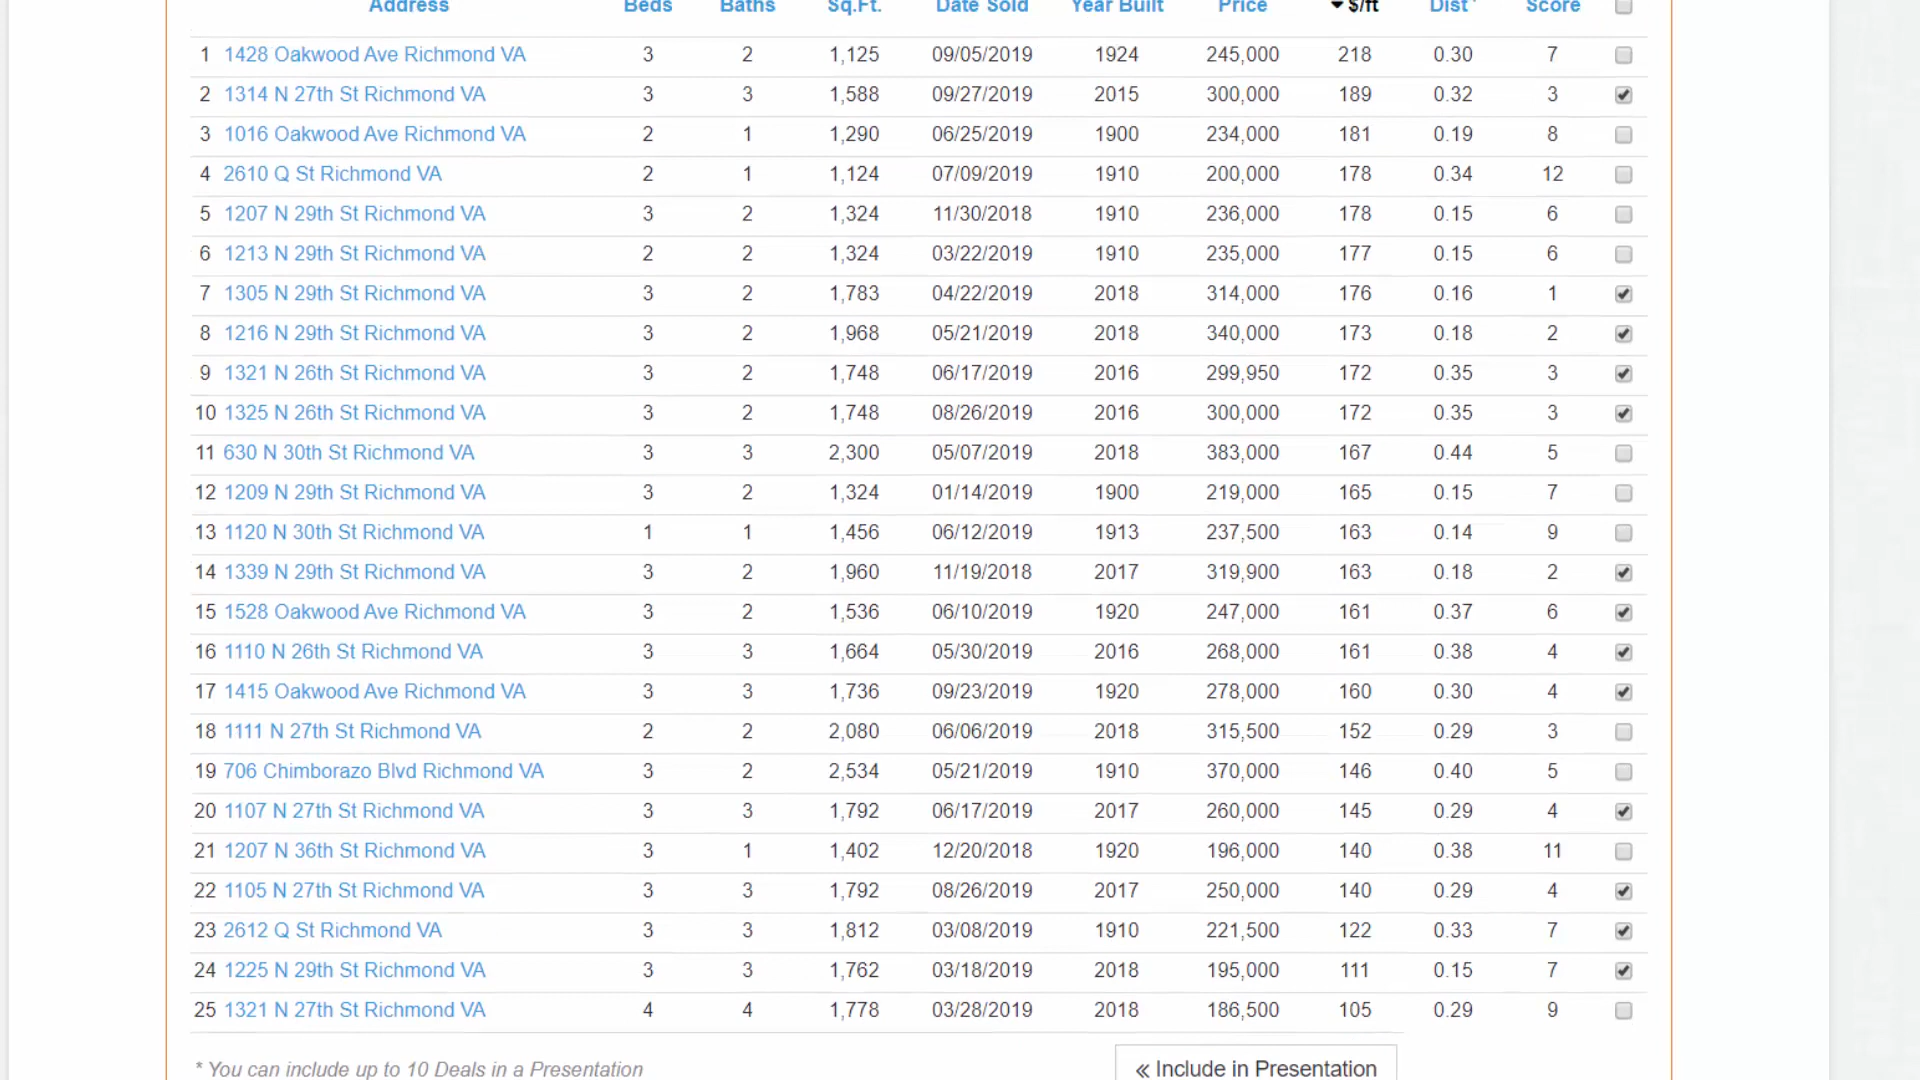 Address Beds Baths Sq.Ft. Date Sold Year Built Price $/ft Dist* Score
1 1428 Oakwood Ave Richmond VA 3 2 1,125 09/05/2019 1924 245,000 218 0.30 7
2 1314 N 27th St Richmond VA 3 3 1,588 09/27/2019 2015 300,000 189 0.32 3
3 1016 Oakwood Ave Richmond VA 2 1 1,290 06/25/2019 1900 234,000 181 0.19 8
4 2610 Q St Richmond VA 2 1 1,124 07/09/2019 1910 200,000 178 0.34 12
5 1207 N 29th St Richmond VA 3 2 1,324 11/30/2018 1910 236,000 178 0.15 6
6 1213 N 29th St Richmond VA 2 2 1,324 03/22/2019 1910 235,000 177 0.15 6
7 1305 N 29th St Richmond VA 3 2 1,783 04/22/2019 2018 314,000 176 0.16 1
8 1216 N 29th St Richmond VA 3 2 1,968 05/21/2019 2018 340,000 173 0.18 2
9 1321 N 26th St Richmond VA 3 2 1,748 06/17/2019 2016 299,950 172 0.35 3
10 1325 N 26th St Richmond VA 3 2 1,748 08/26/2019 2016 300,000 172 0.35 3
11 630 N 30th St Richmond VA 3 3 2,300 05/07/2019 2018 383,000 167 0.44 5
12 1209 N 29th St Richmond VA 3 2 1,324 01/14/2019 1900 219,000 165 0.15 7
13 1120 N 30th St Richmond VA 1 1 1,456 06/12/2019 1913 237,500 163 0.14 9
14 1339 N 29th St Richmond VA 3 2 1,960 11/19/2018 2017 319,900 163 0.18 2
15 1528 Oakwood Ave Richmond VA 3 2 1,536 06/10/2019 1920 247,000 161 0.37 6
16 1110 N 26th St Richmond VA 3 3 1,664 05/30/2019 2016 268,000 161 0.38 4
17 1415 Oakwood Ave Richmond VA 3 3 1,736 09/23/2019 1920 278,000 160 0.30 4
18 1111 N 27th St Richmond VA 2 2 2,080 06/06/2019 2018 315,500 152 0.29 3
19 706 Chimborazo Blvd Richmond VA 3 2 2,534 05/21/2019 1910 370,000 146 0.40 5
20 1107 N 27th St Richmond VA 3 3 1,792 06/17/2019 2017 260,000 145 0.29 4
21 1207 N 36th St Richmond VA 3 1 1,402 12/20/2018 1920 196,000 140 0.38 11
22 1105 N 27th St Richmond VA 3 3 1,792 08/26/2019 2017 250,000 140 0.29 4
23 2612 Q St Richmond VA 3 3 1,812 03/08/2019 1910 221,500 122 0.33 7
24 1225 N 29th St Richmond VA 3 3 1,762 03/18/2019 2018 195,000 111 0.15 7
25 1321 N 27th St Richmond VA 4 4 1,778 03/28/2019 2018 186,500 105 0.29 9
* You can include up to 10 Deals in a Presentation
« Include in Presentation